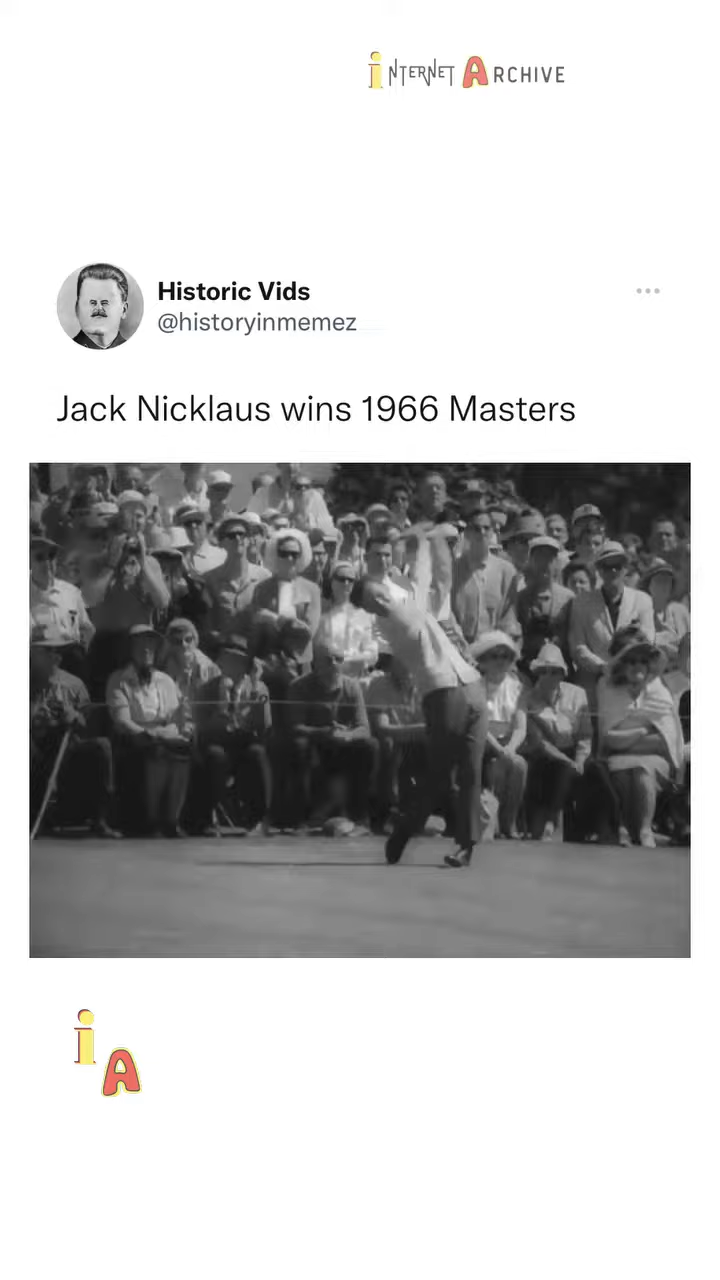 iNTERNET ARCHIVE
Historic Vids
@historyinmemez
Jack Nicklaus wins 1966 Masters
iA